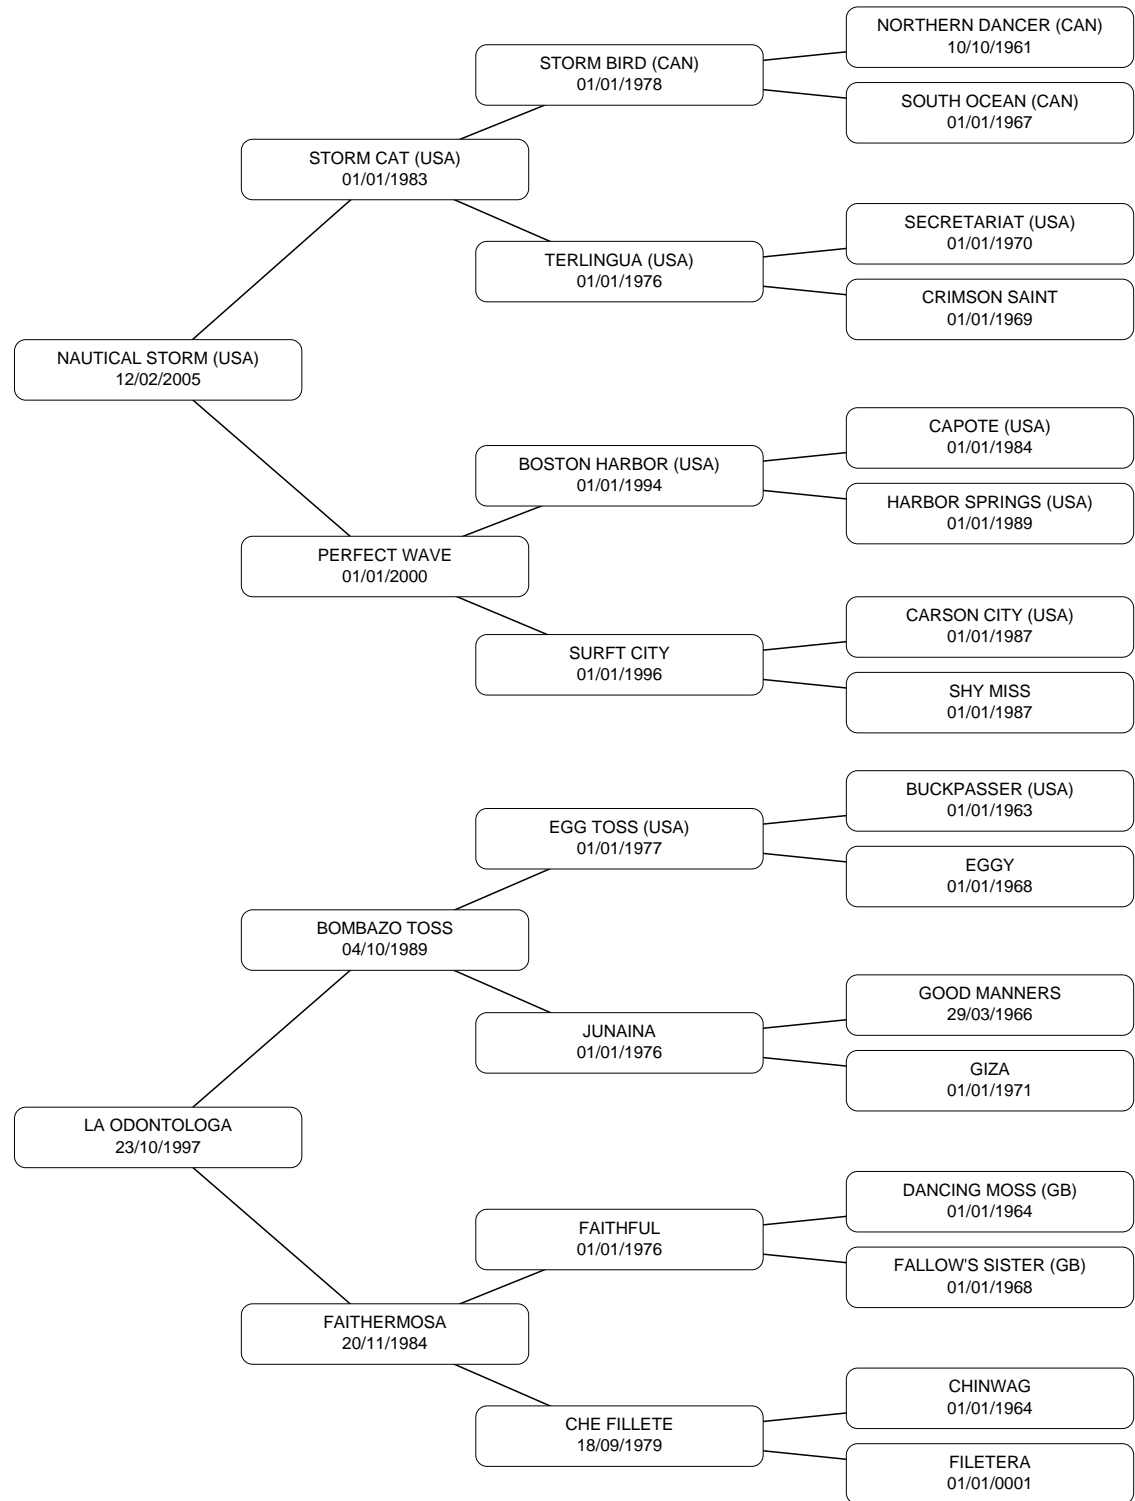 NORTHERN DANCER (CAN)
10/10/1961
STORM BIRD (CAN)
01/01/1978
SOUTH OCEAN (CAN)
01/01/1967
STORM CAT (USA)
01/01/1983
SECRETARIAT (USA)
01/01/1970
TERLINGUA (USA)
01/01/1976
CRIMSON SAINT
01/01/1969
NAUTICAL STORM (USA)
12/02/2005
CAPOTE (USA)
01/01/1984
BOSTON HARBOR (USA)
01/01/1994
HARBOR SPRINGS (USA)
01/01/1989
PERFECT WAVE
01/01/2000
CARSON CITY (USA)
01/01/1987
SURFT CITY
01/01/1996
SHY MISS
01/01/1987
BUCKPASSER (USA)
01/01/1963
EGG TOSS (USA)
01/01/1977
EGGY
01/01/1968
BOMBAZO TOSS
04/10/1989
GOOD MANNERS
29/03/1966
JUNAINA
01/01/1976
GIZA
01/01/1971
LA ODONTOLOGA
23/10/1997
DANCING MOSS (GB)
01/01/1964
FAITHFUL
01/01/1976
FALLOW'S SISTER (GB)
01/01/1968
FAITHERMOSA
20/11/1984
CHINWAG
01/01/1964
CHE FILLETE
18/09/1979
FILETERA
01/01/0001